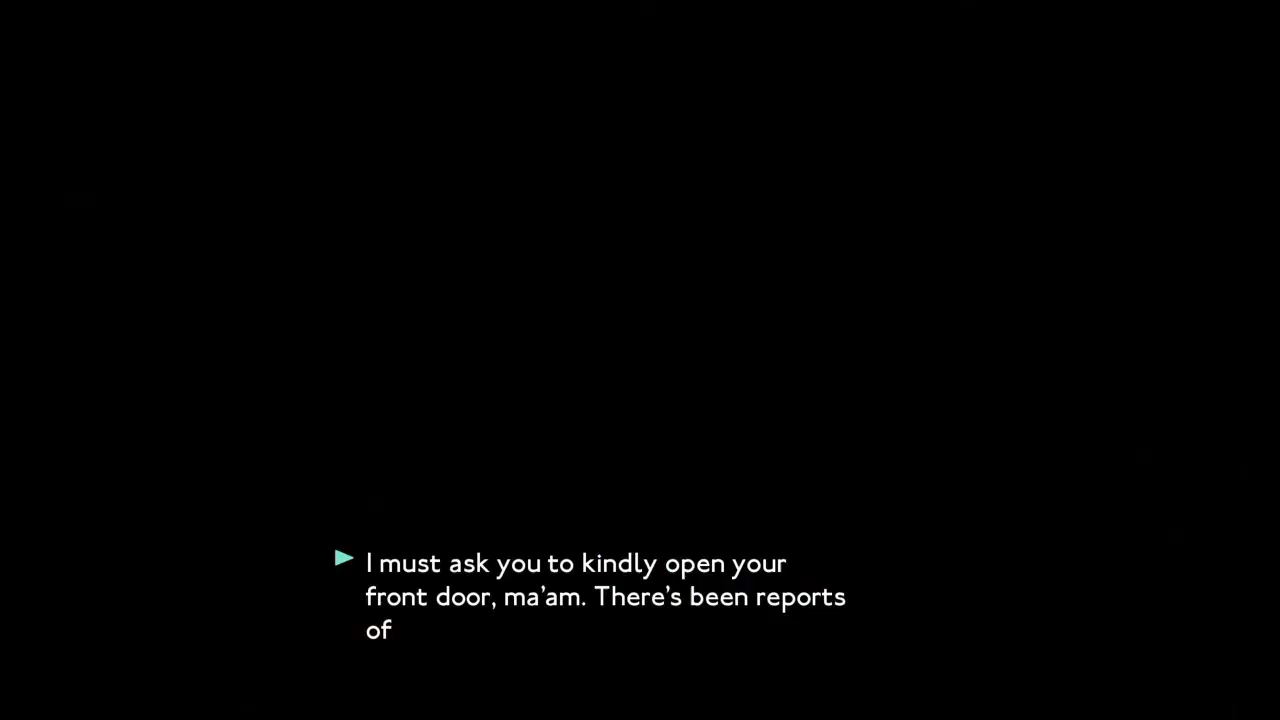 I must ask you to kindly open your
front door, ma’am. There’s been reports
of